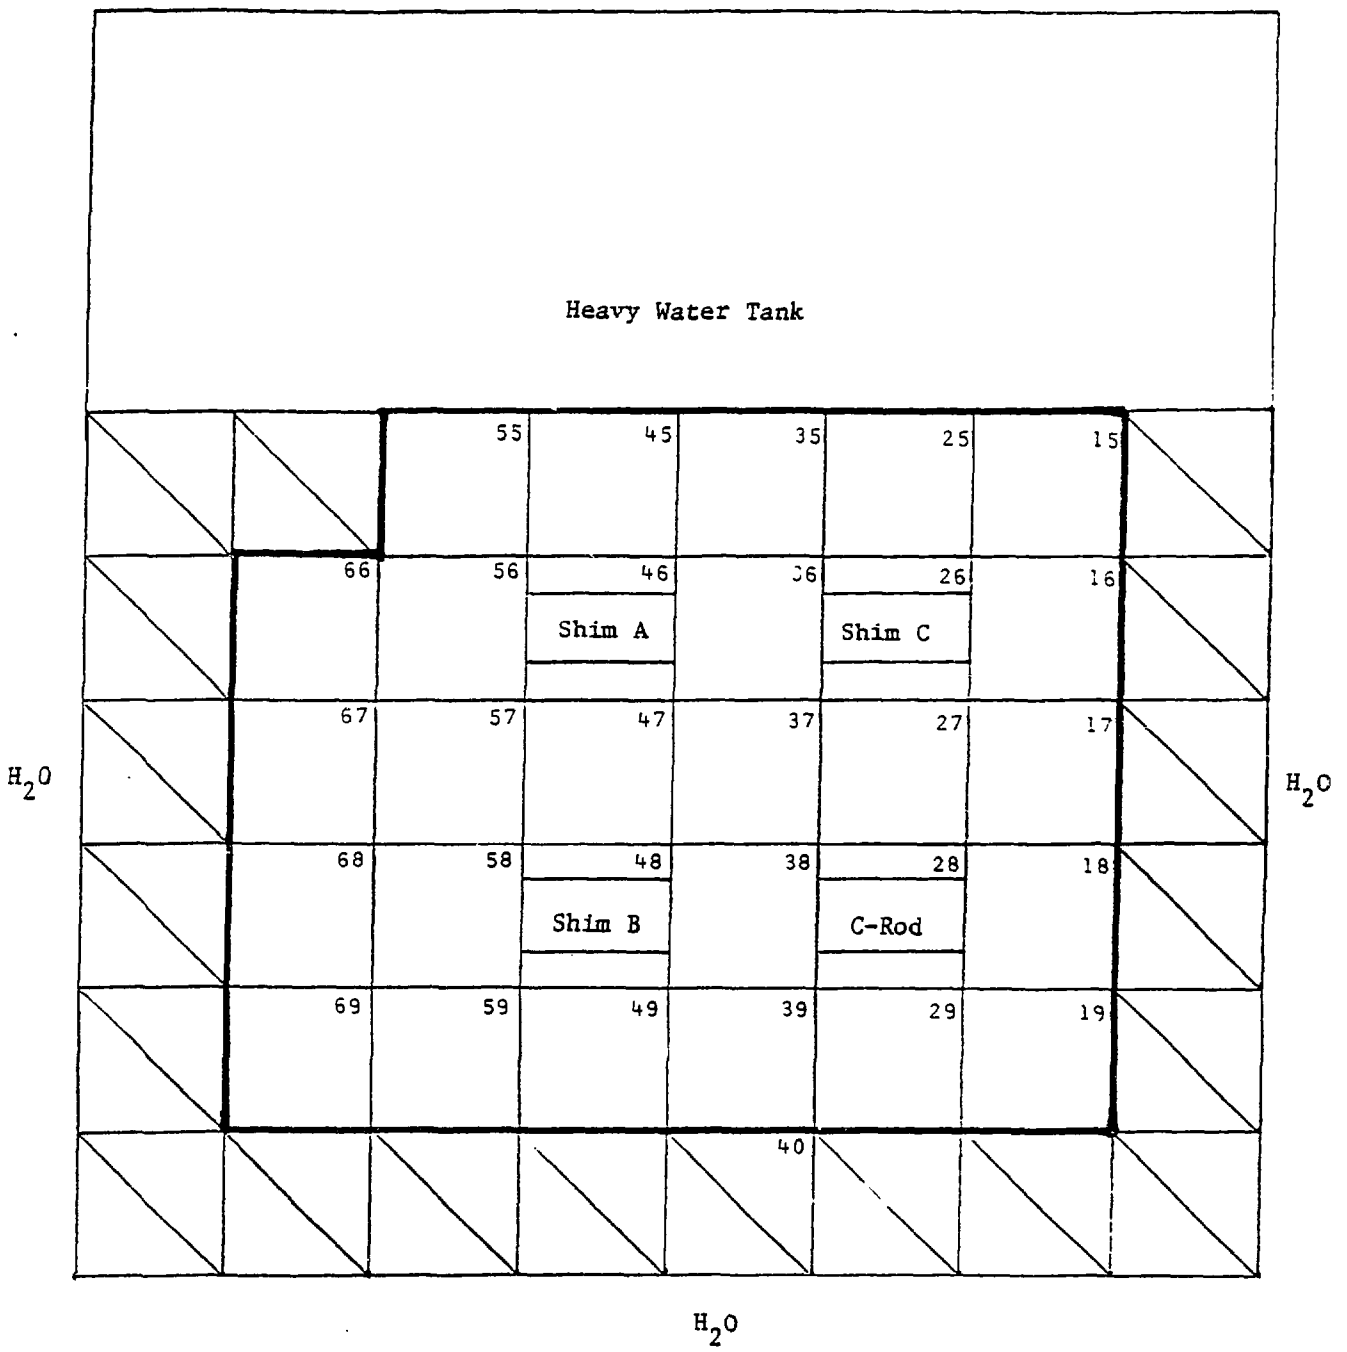 Heavy Water Tank
55 45 35 25 15
66 56 46 36 26 16
Shim A Shim C
67 57 47 37 27 17
H₂O H₂O
68 58 48 38 28 18
Shim B C-Rod
69 59 49 39 29 19
40
H₂O